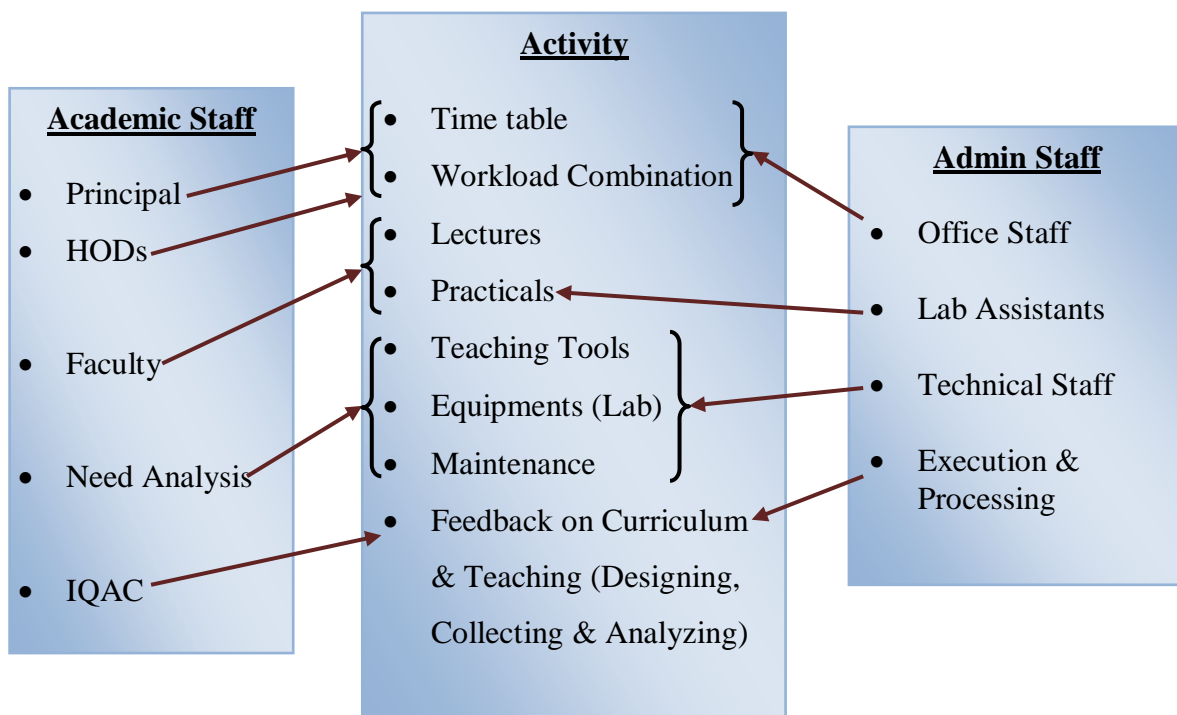 Academic Staff
• Principal
• HODs
• Faculty
• Need Analysis
• IQAC
Activity
• Time table
• Workload Combination
• Lectures
• Practicals
• Teaching Tools
• Equipments (Lab)
• Maintenance
• Feedback on Curriculum
& Teaching (Designing,
Collecting & Analyzing)
Admin Staff
• Office Staff
• Lab Assistants
• Technical Staff
• Execution &
Processing